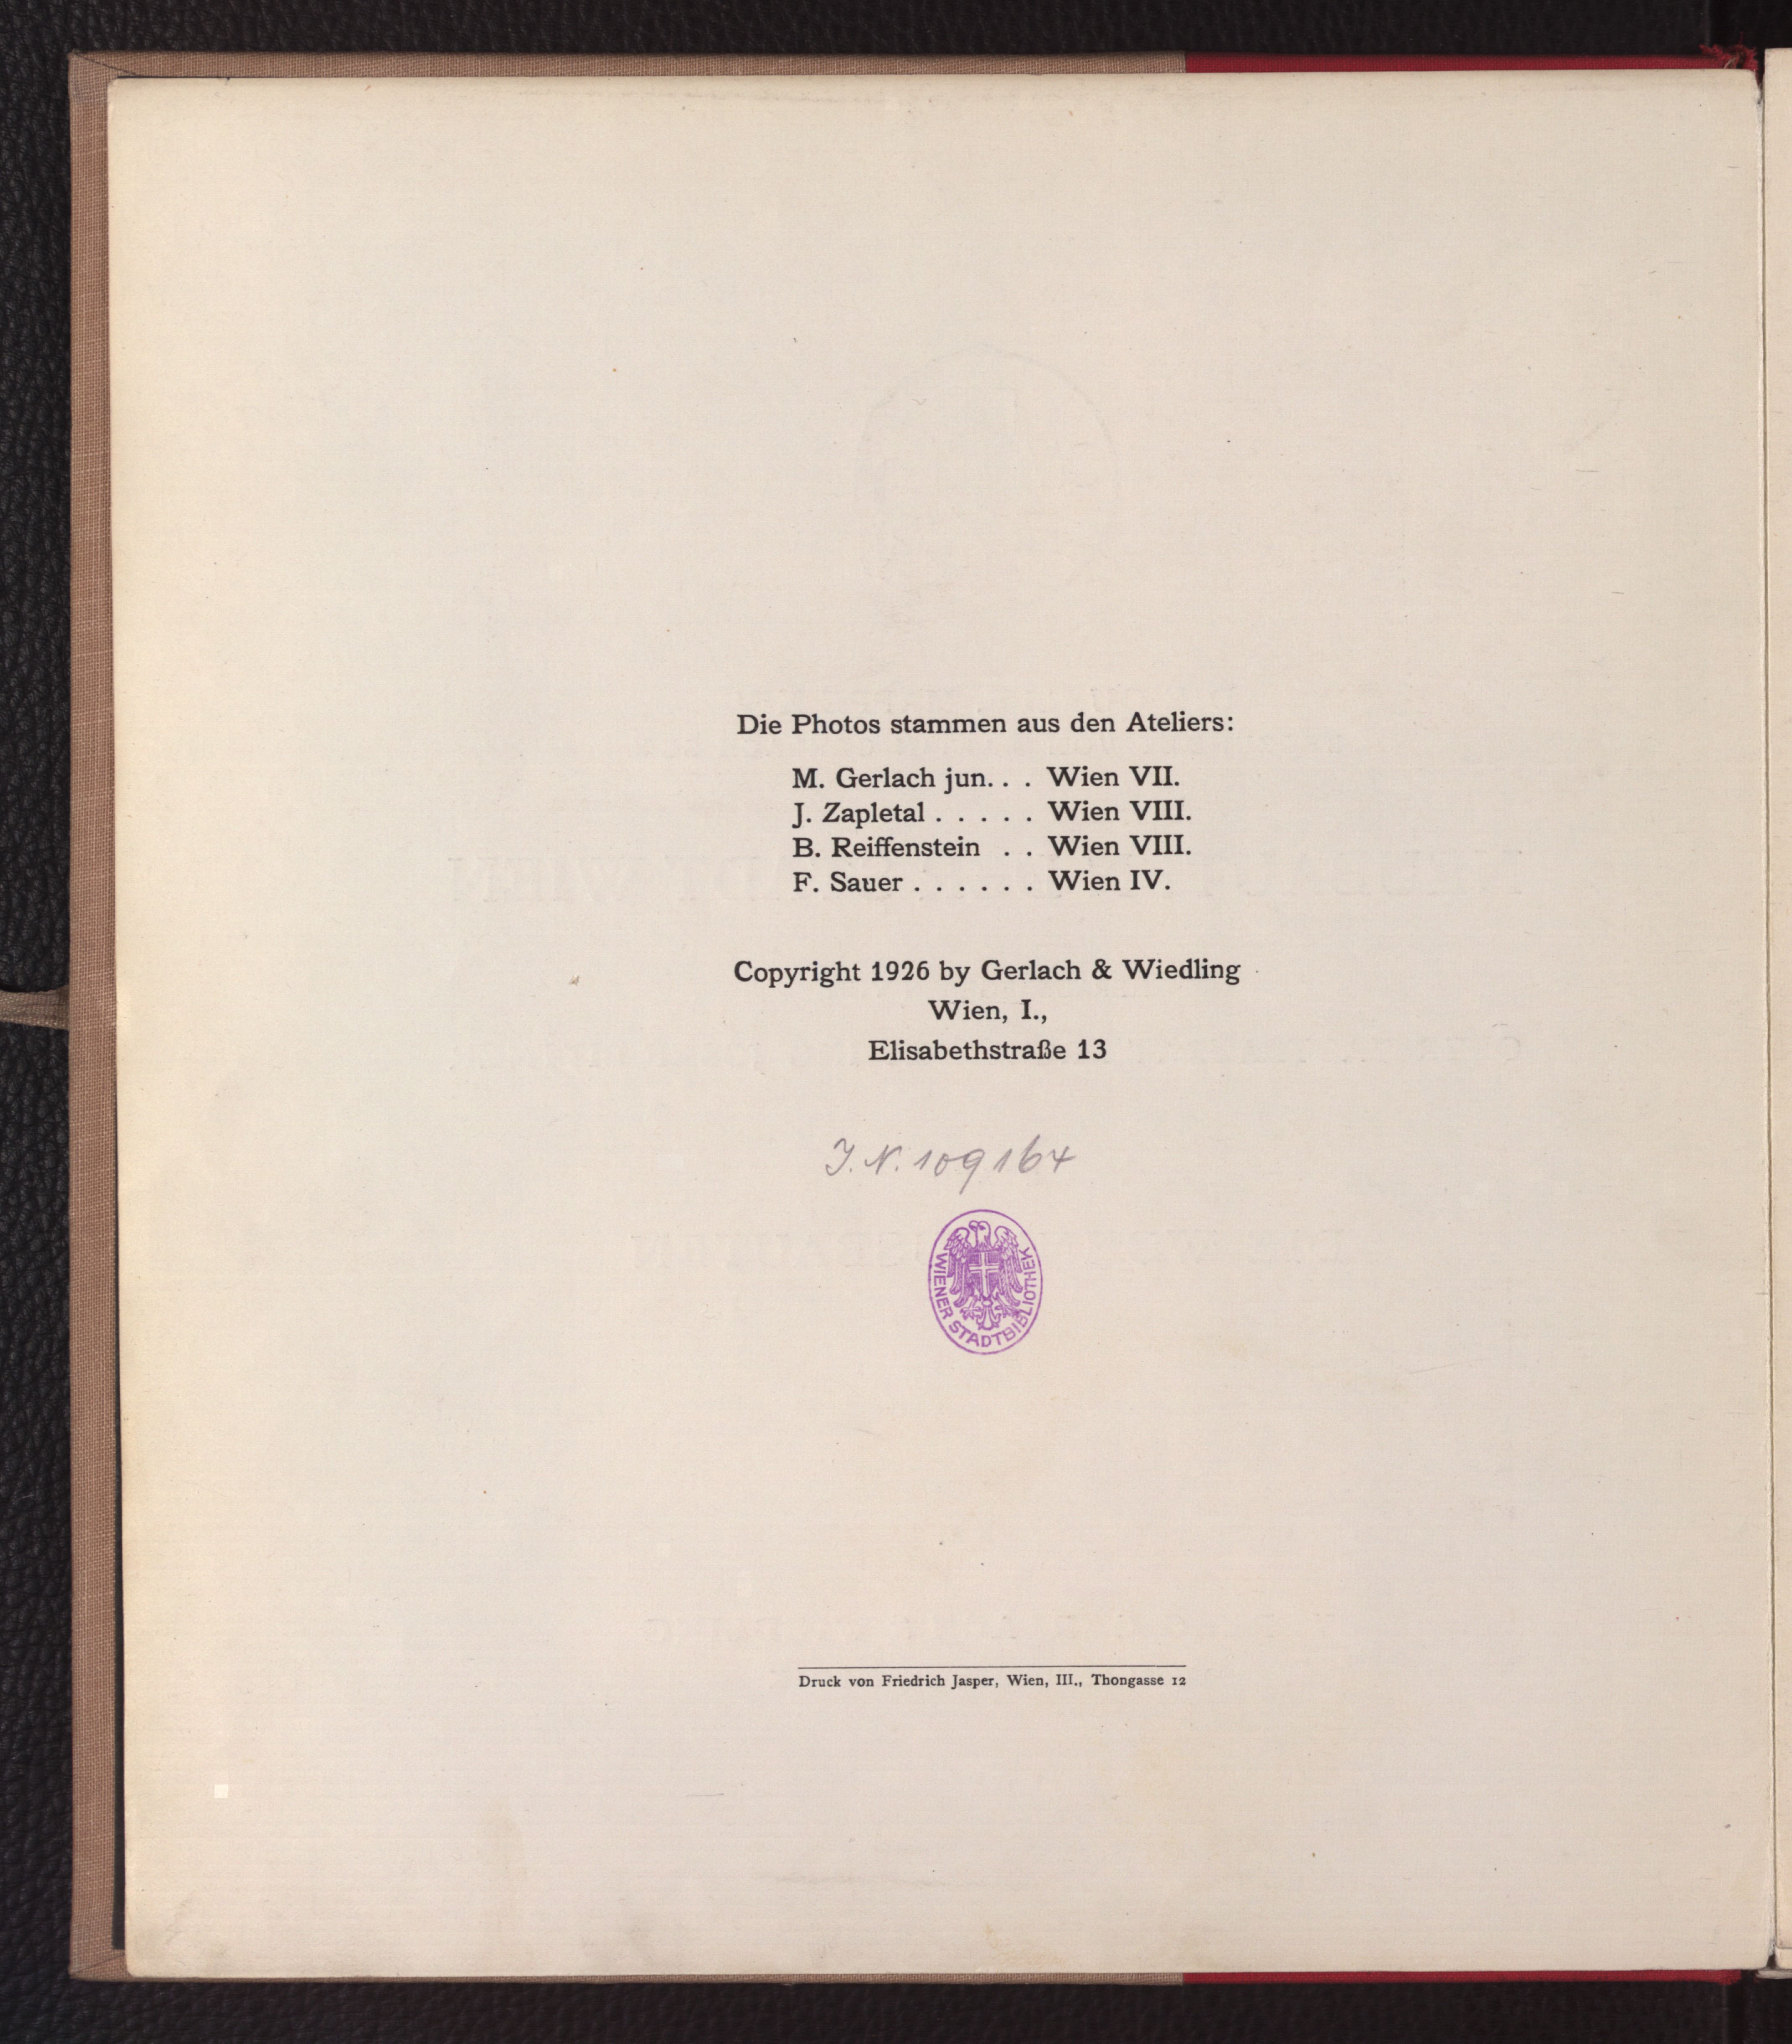 Die Photos stammen aus den Ateliers:
M. Gerlach jun. . . Wien VII.
J. Zapletal . . . . . Wien VIII.
B. Reiffenstein . . Wien VIII.
F. Sauer . . . . . . Wien IV.
Copyright 1926 by Gerlach & Wiedling
Wien, I.,
Elisabethstraße 13
J. N. 109164
WIENER STADTBIBLIOTHEK
Druck von Friedrich Jasper, Wien, III., Thongasse 12